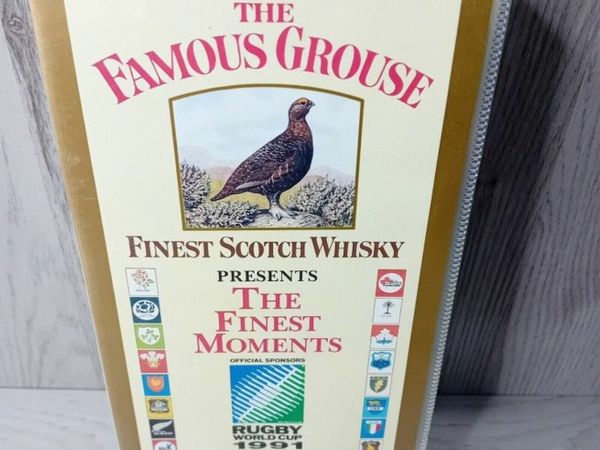 THE
FAMOUS GROUSE
FINEST SCOTCH WHISKY
PRESENTS
THE
FINEST
MOMENTS
OFFICIAL SPONSORS
RUGBY
WORLD CUP
1991